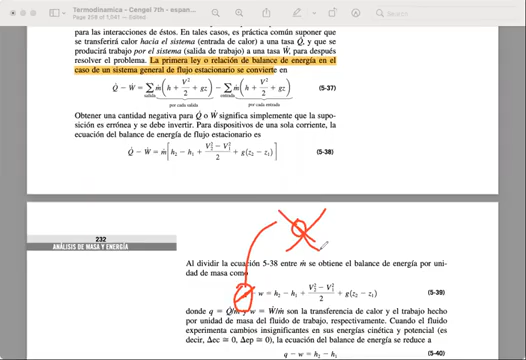 Termodinamica - Cengel 7th - espan...
Page 258 of 1,041 — Edited
para las interacciones de éstos. En tales casos, es práctica común suponer que
se transferirá calor hacia el sistema (entrada de calor) a una tasa Q̇, y que se
producirá trabajo por el sistema (salida de trabajo) a una tasa Ẇ, para después
resolver el problema. La primera ley o relación de balance de energía en el
caso de un sistema general de flujo estacionario se convierte en
Q̇ − Ẇ = ∑ ṁ(h + V²/2 + gz) − ∑ ṁ(h + V²/2 + gz) (5-37)
salida entrada
por cada salida por cada entrada
Obtener una cantidad negativa para Q̇ o Ẇ significa simplemente que la supo-
sición es errónea y se debe invertir. Para dispositivos de una sola corriente, la
ecuación del balance de energía de flujo estacionario es
Q̇ − Ẇ = ṁ[h₂ − h₁ + (V₂² − V₁²)/2 + g(z₂ − z₁)] (5-38)
232
ANÁLISIS DE MASA Y ENERGÍA
Al dividir la ecuación 5-38 entre ṁ se obtiene el balance de energía por uni-
dad de masa como
w = h₂ − h₁ + (V₂² − V₁²)/2 + g(z₂ − z₁) (5-39)
donde q = Q̇/ṁ y w = Ẇ/ṁ son la transferencia de calor y el trabajo hecho
por unidad de masa del fluido de trabajo, respectivamente. Cuando el fluido
experimenta cambios insignificantes en sus energías cinética y potencial (es
decir, Δec ≅ 0, Δep ≅ 0), la ecuación del balance de energía se reduce a
q − w = h₂ − h₁ (5-40)